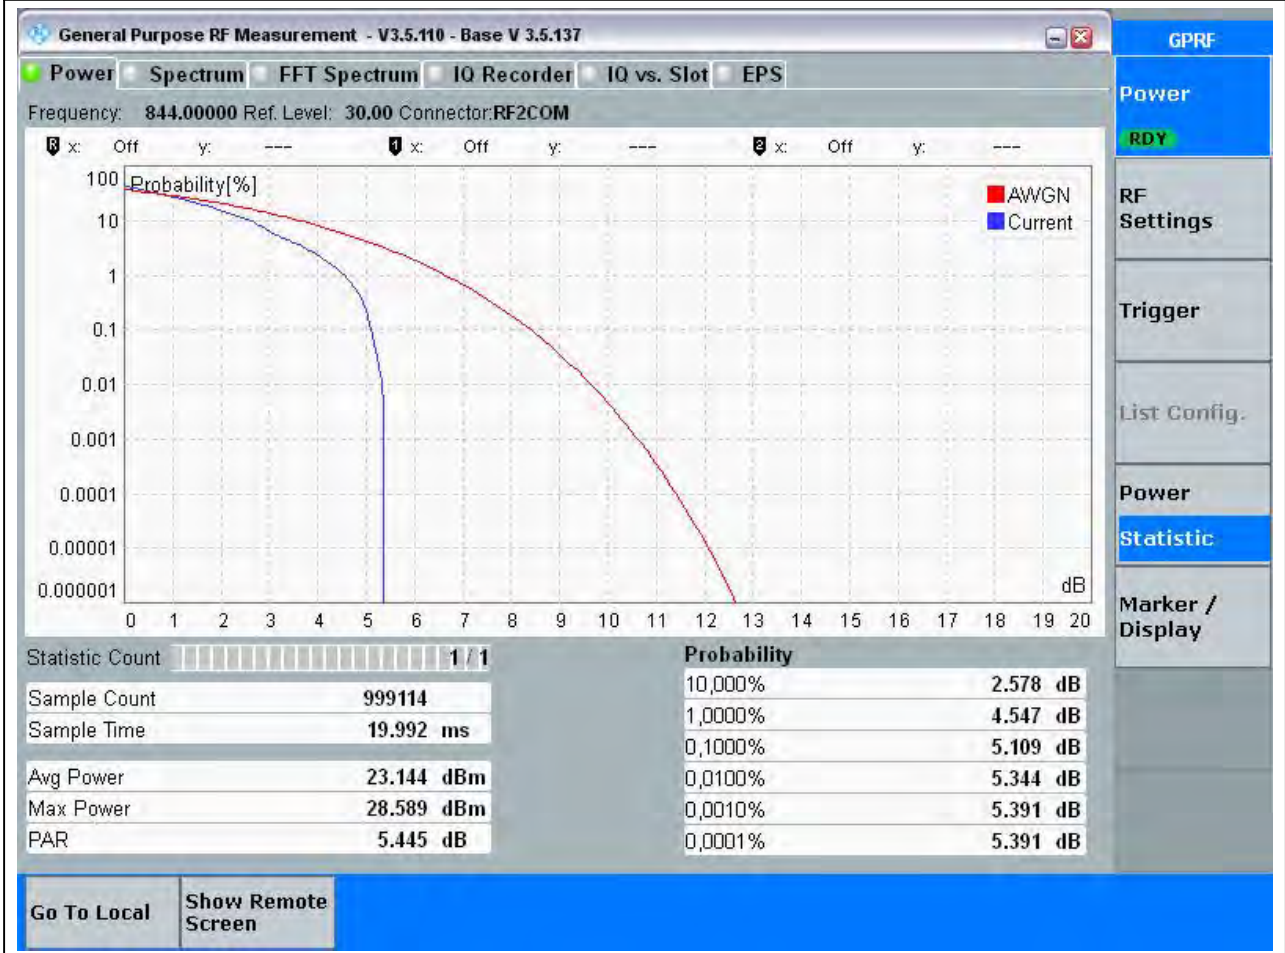 General Purpose RF Measurement - V3.5.110 - Base V 3.5.137
GPRF
Power Spectrum FFT Spectrum IQ Recorder IQ vs. Slot EPS
Frequency: 844.00000 Ref. Level: 30.00 Connector:RF2COM
R x: Off y: --- 1 x: Off y: --- 2 x: Off y: ---
Probability[%]
100
10
1
0.1
0.01
0.001
0.0001
0.00001
0.000001
AWGN
Current
dB
0 1 2 3 4 5 6 7 8 9 10 11 12 13 14 15 16 17 18 19 20
Statistic Count 1 / 1
Sample Count 999114
Sample Time 19.992 ms
Avg Power 23.144 dBm
Max Power 28.589 dBm
PAR 5.445 dB
Probability
10,000% 2.578 dB
1,0000% 4.547 dB
0,1000% 5.109 dB
0,0100% 5.344 dB
0,0010% 5.391 dB
0,0001% 5.391 dB
Power
RDY
RF
Settings
Trigger
List Config.
Power
Statistic
Marker /
Display
Go To Local
Show Remote
Screen